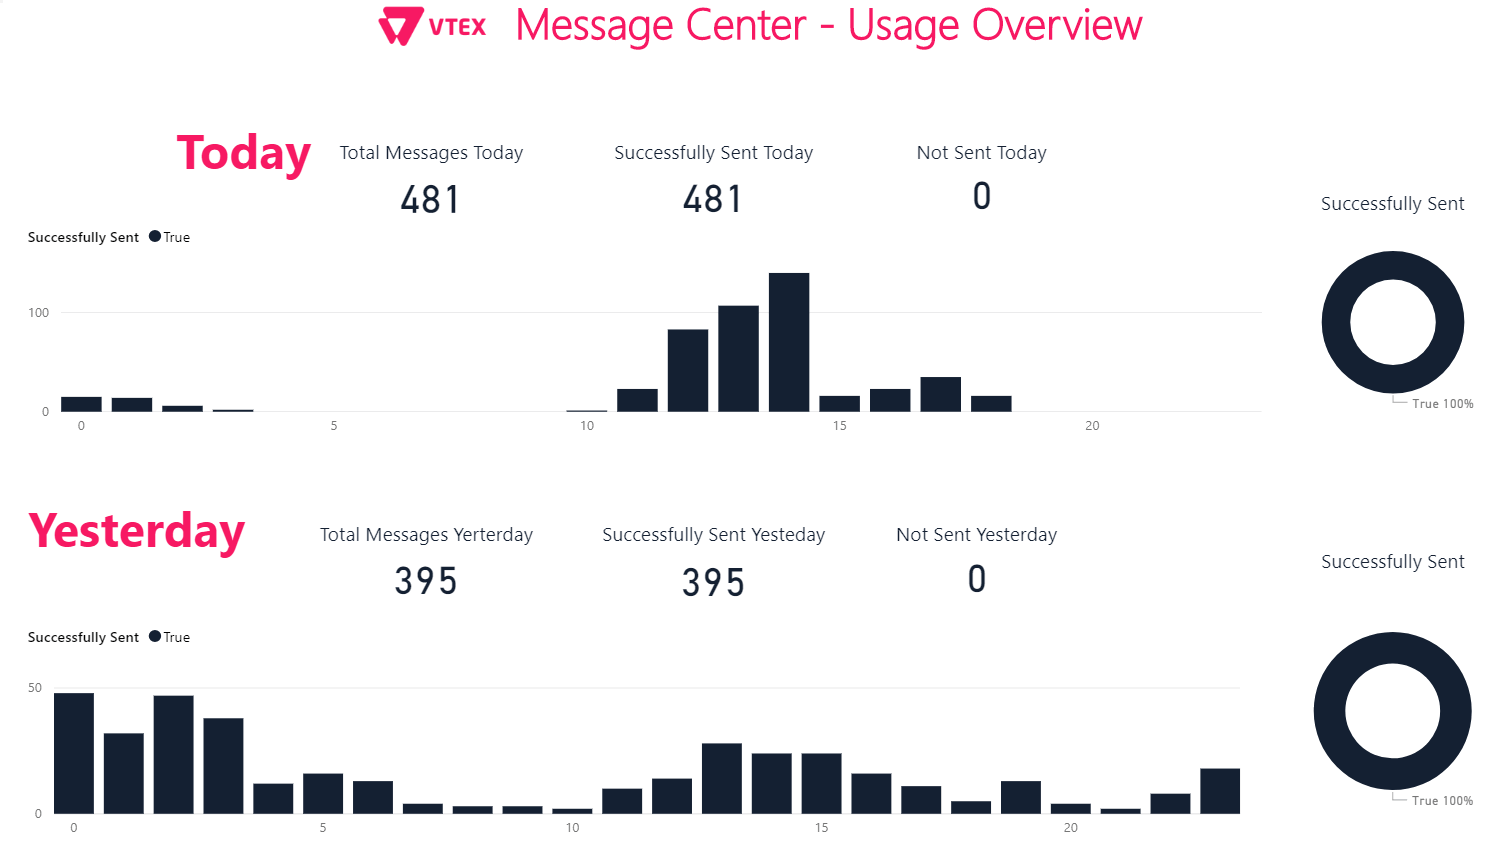 VTEX Message Center - Usage Overview
Today
Total Messages Today
481
Successfully Sent Today
481
Not Sent Today
0
Successfully Sent
True 100%
Successfully Sent True
100
0
0 5 10 15 20
Yesterday
Total Messages Yerterday
395
Successfully Sent Yesteday
395
Not Sent Yesterday
0
Successfully Sent
True 100%
Successfully Sent True
50
0
0 5 10 15 20